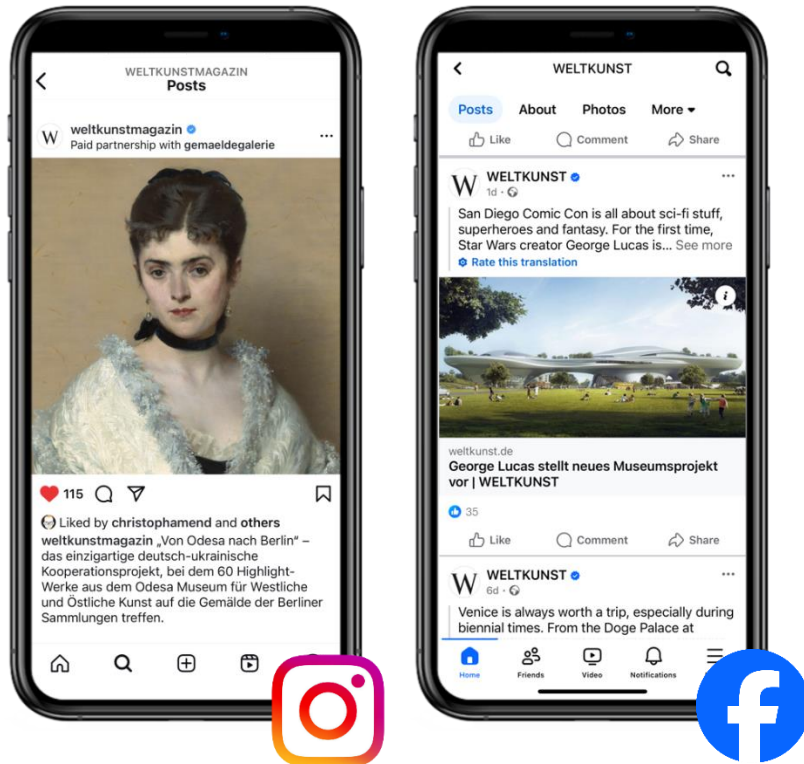 WELTKUNSTMAGAZIN
Posts
W
weltkunstmagazin
Paid partnership with gemaeldegalerie
115
Liked by christophamend and others
weltkunstmagazin „Von Odesa nach Berlin" –
das einzigartige deutsch-ukrainische
Kooperationsprojekt, bei dem 60 Highlight-
Werke aus dem Odesa Museum für Westliche
und Östliche Kunst auf die Gemälde der Berliner
Sammlungen treffen.
WELTKUNST
Posts About Photos More
Like Comment Share
W
WELTKUNST
1d ·
San Diego Comic Con is all about sci-fi stuff,
superheroes and fantasy. For the first time,
Star Wars creator George Lucas is... See more
Rate this translation
i
weltkunst.de
George Lucas stellt neues Museumsprojekt
vor | WELTKUNST
35
Like Comment Share
W
WELTKUNST
6d ·
Venice is always worth a trip, especially during
biennial times. From the Doge Palace at
Home Friends Video Notifications
f